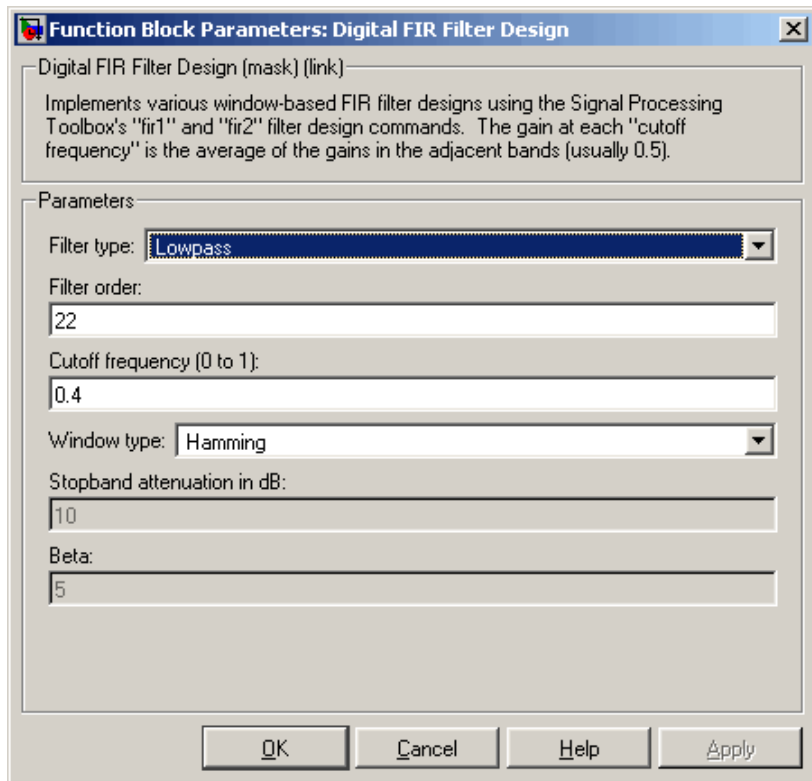 Function Block Parameters: Digital FIR Filter Design
Digital FIR Filter Design (mask) (link)
Implements various window-based FIR filter designs using the Signal Processing
Toolbox's "fir1" and "fir2" filter design commands.  The gain at each "cutoff
frequency" is the average of the gains in the adjacent bands (usually 0.5).
Parameters
Filter type: Lowpass
Filter order:
22
Cutoff frequency (0 to 1):
0.4
Window type: Hamming
Stopband attenuation in dB:
10
Beta:
5
OK Cancel Help Apply